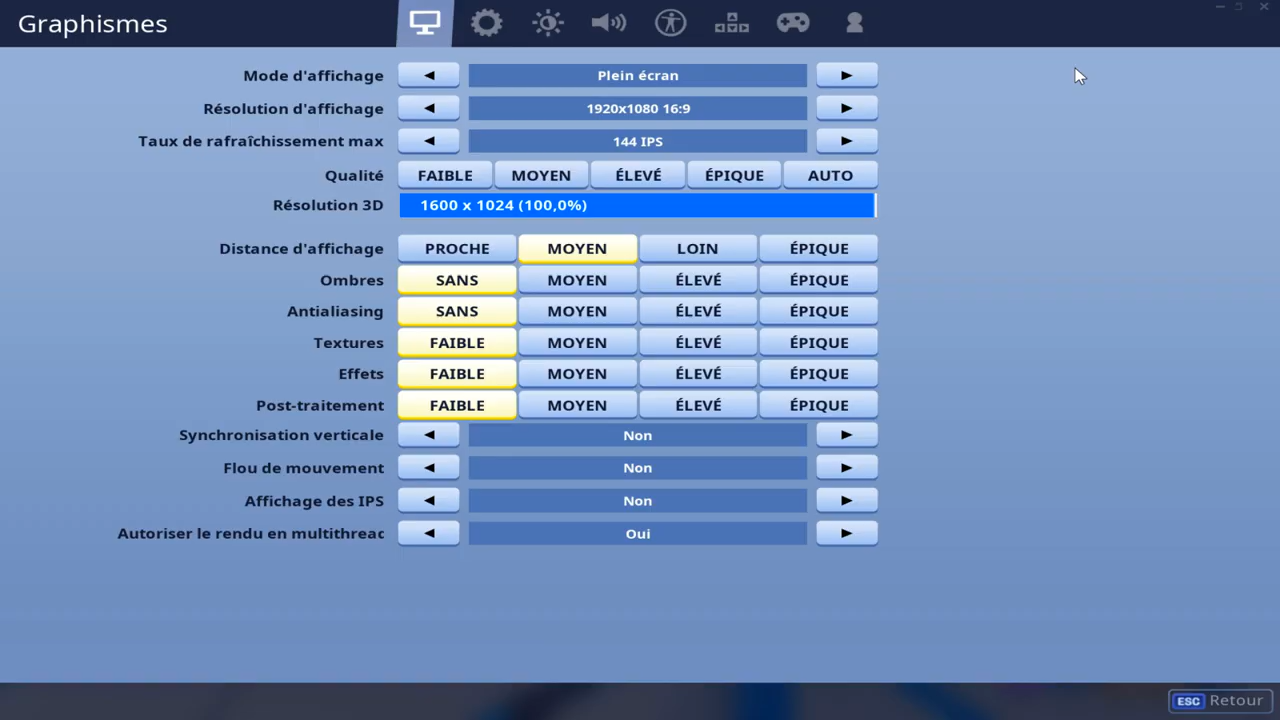 Graphismes
Mode d'affichage ◄ Plein écran ►
Résolution d'affichage ◄ 1920x1080 16:9 ►
Taux de rafraîchissement max ◄ 144 IPS ►
Qualité FAIBLE MOYEN ÉLEVÉ ÉPIQUE AUTO
Résolution 3D 1600 x 1024 (100,0%)
Distance d'affichage PROCHE MOYEN LOIN ÉPIQUE
Ombres SANS MOYEN ÉLEVÉ ÉPIQUE
Antialiasing SANS MOYEN ÉLEVÉ ÉPIQUE
Textures FAIBLE MOYEN ÉLEVÉ ÉPIQUE
Effets FAIBLE MOYEN ÉLEVÉ ÉPIQUE
Post-traitement FAIBLE MOYEN ÉLEVÉ ÉPIQUE
Synchronisation verticale ◄ Non ►
Flou de mouvement ◄ Non ►
Affichage des IPS ◄ Non ►
Autoriser le rendu en multithreac ◄ Oui ►
ESC Retour